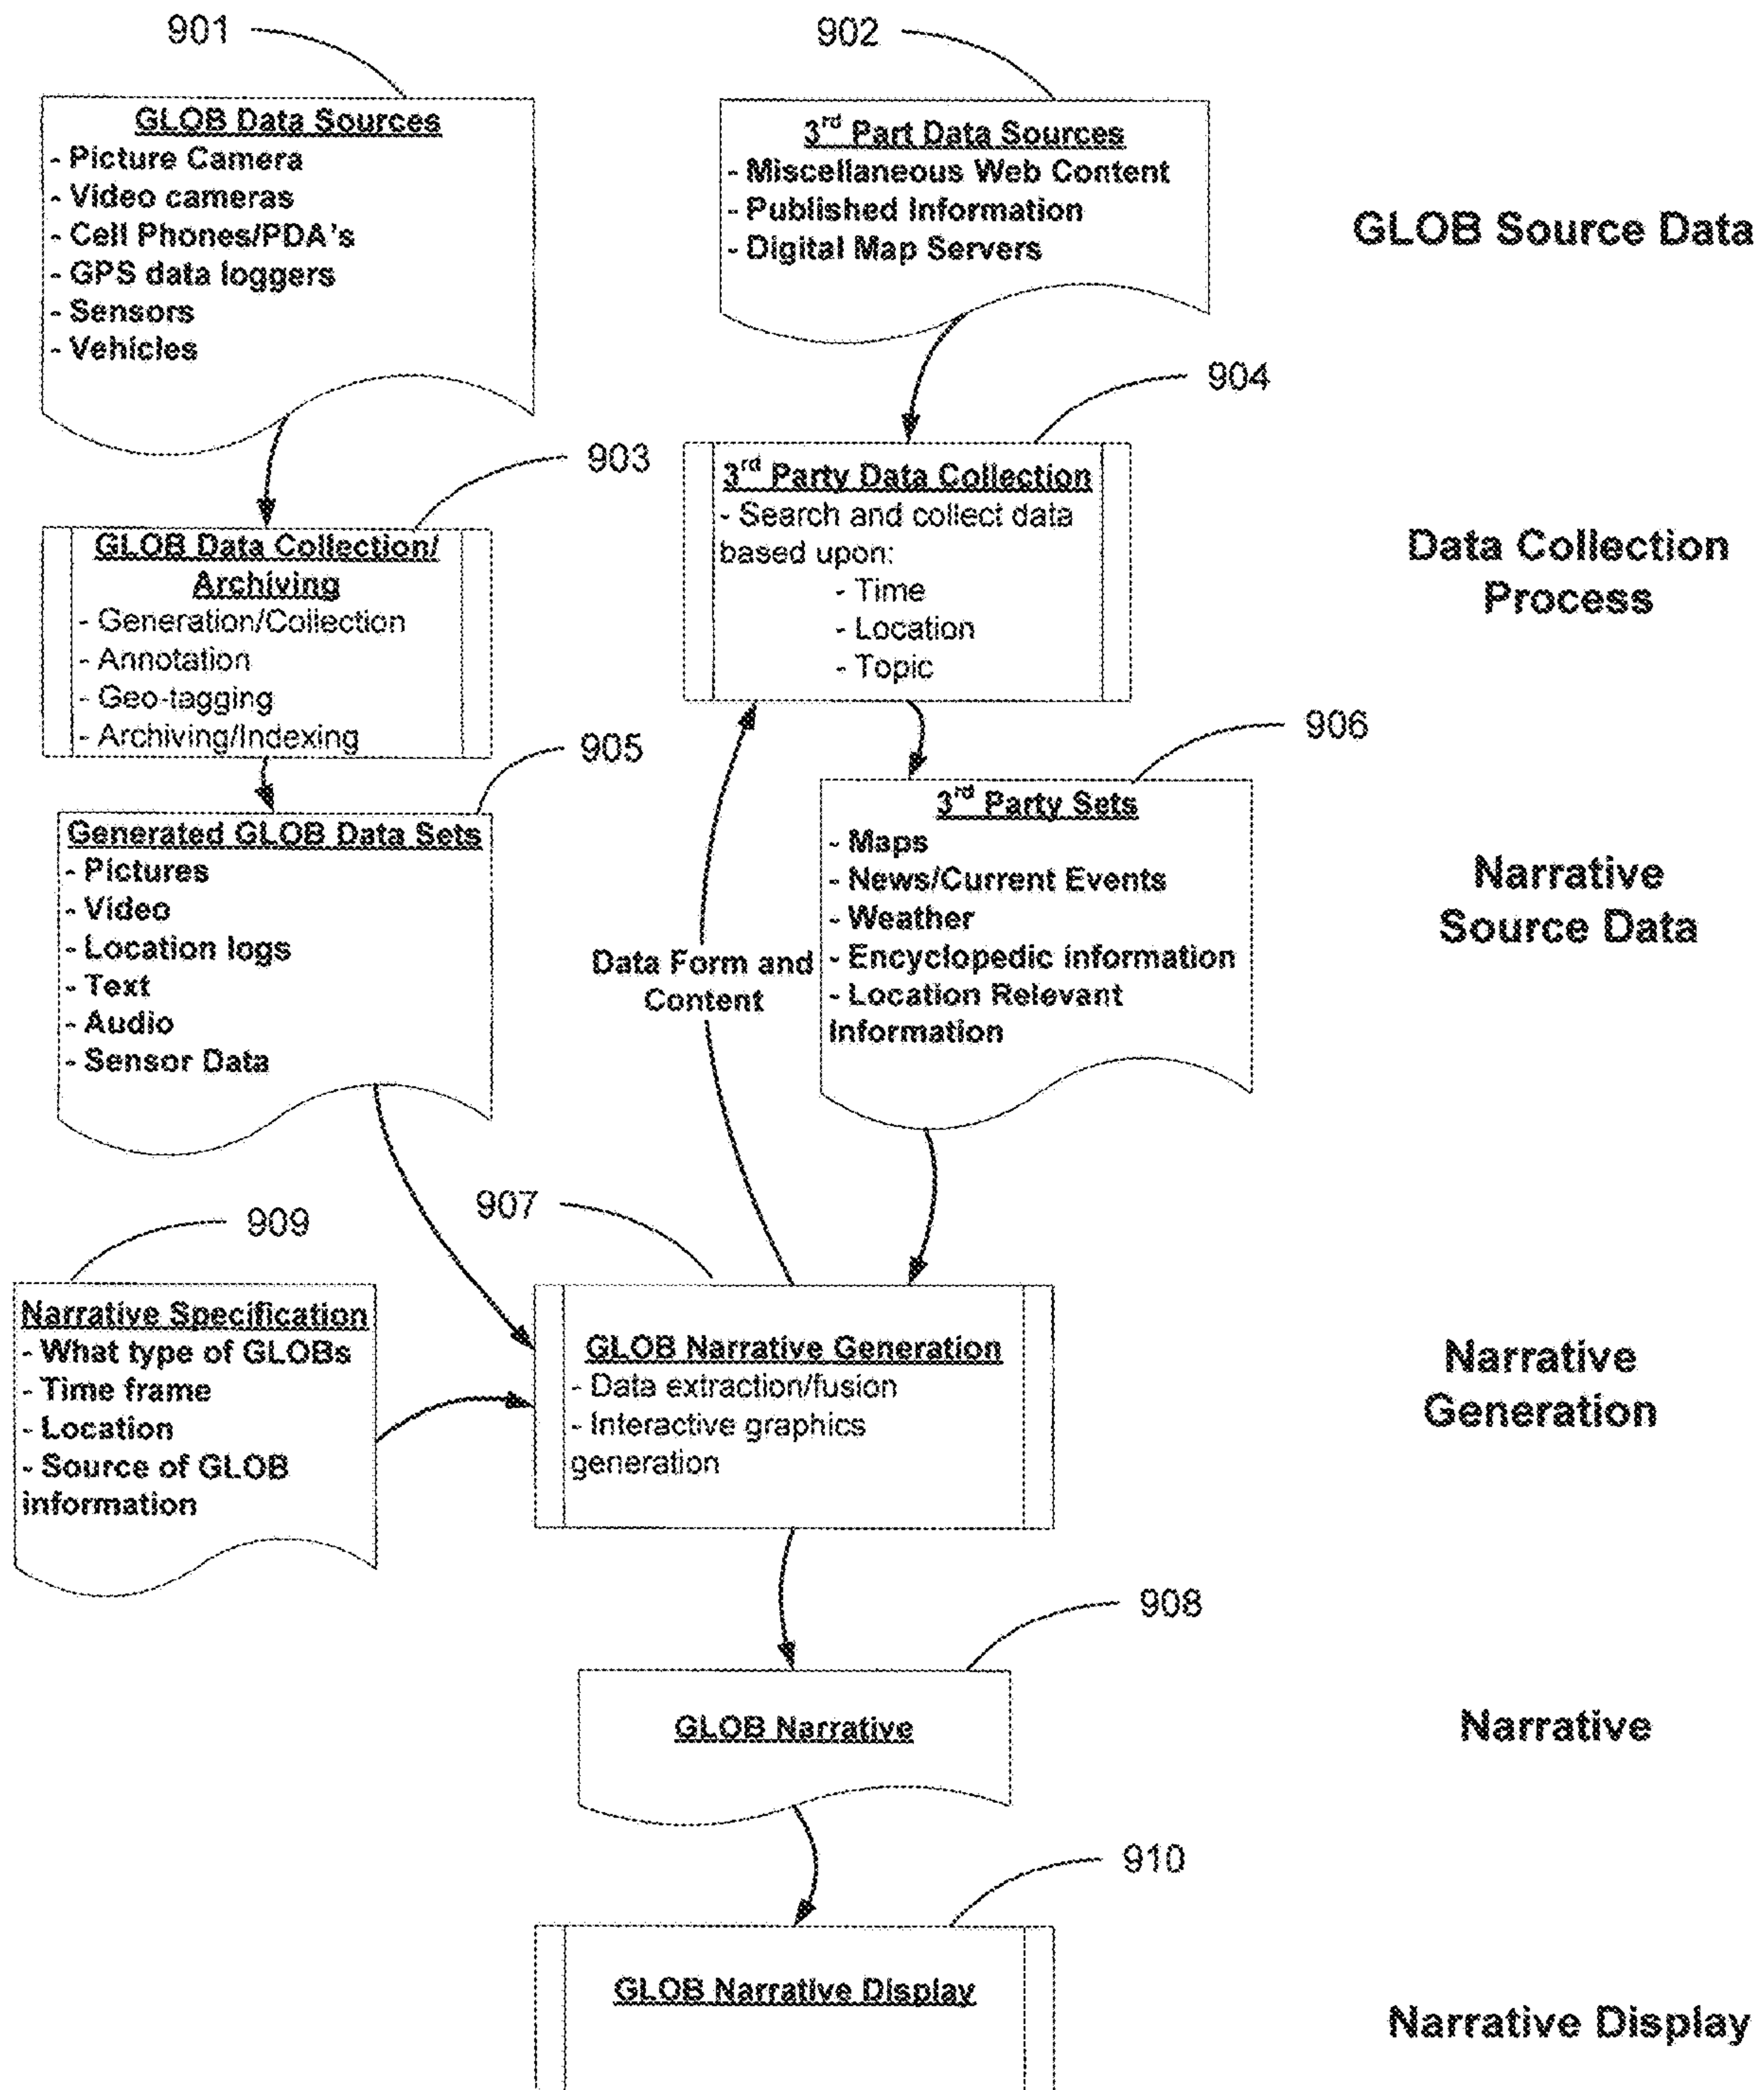 901
902
GLOB Data Sources
- Picture Camera
- Video cameras
- Cell Phones/PDA's
- GPS data loggers
- Sensors
- Vehicles
3rd Part Data Sources
- Miscellaneous Web Content
- Published Information
- Digital Map Servers
GLOB Source Data
903
904
GLOB Data Collection/
Archiving
- Generation/Collection
- Annotation
- Geo-tagging
- Archiving/Indexing
3rd Party Data Collection
- Search and collect data
based upon:
- Time
- Location
- Topic
Data Collection
Process
905
906
Generated GLOB Data Sets
- Pictures
- Video
- Location logs
- Text
- Audio
- Sensor Data
Data Form and
Content
3rd Party Sets
- Maps
- News/Current Events
- Weather
- Encyclopedic information
- Location Relevant
Information
Narrative
Source Data
909
907
Narrative Specification
- What type of GLOBs
- Time frame
- Location
- Source of GLOB
information
GLOB Narrative Generation
- Data extraction/fusion
- Interactive graphics
generation
Narrative
Generation
908
GLOB Narrative
Narrative
910
GLOB Narrative Display
Narrative Display